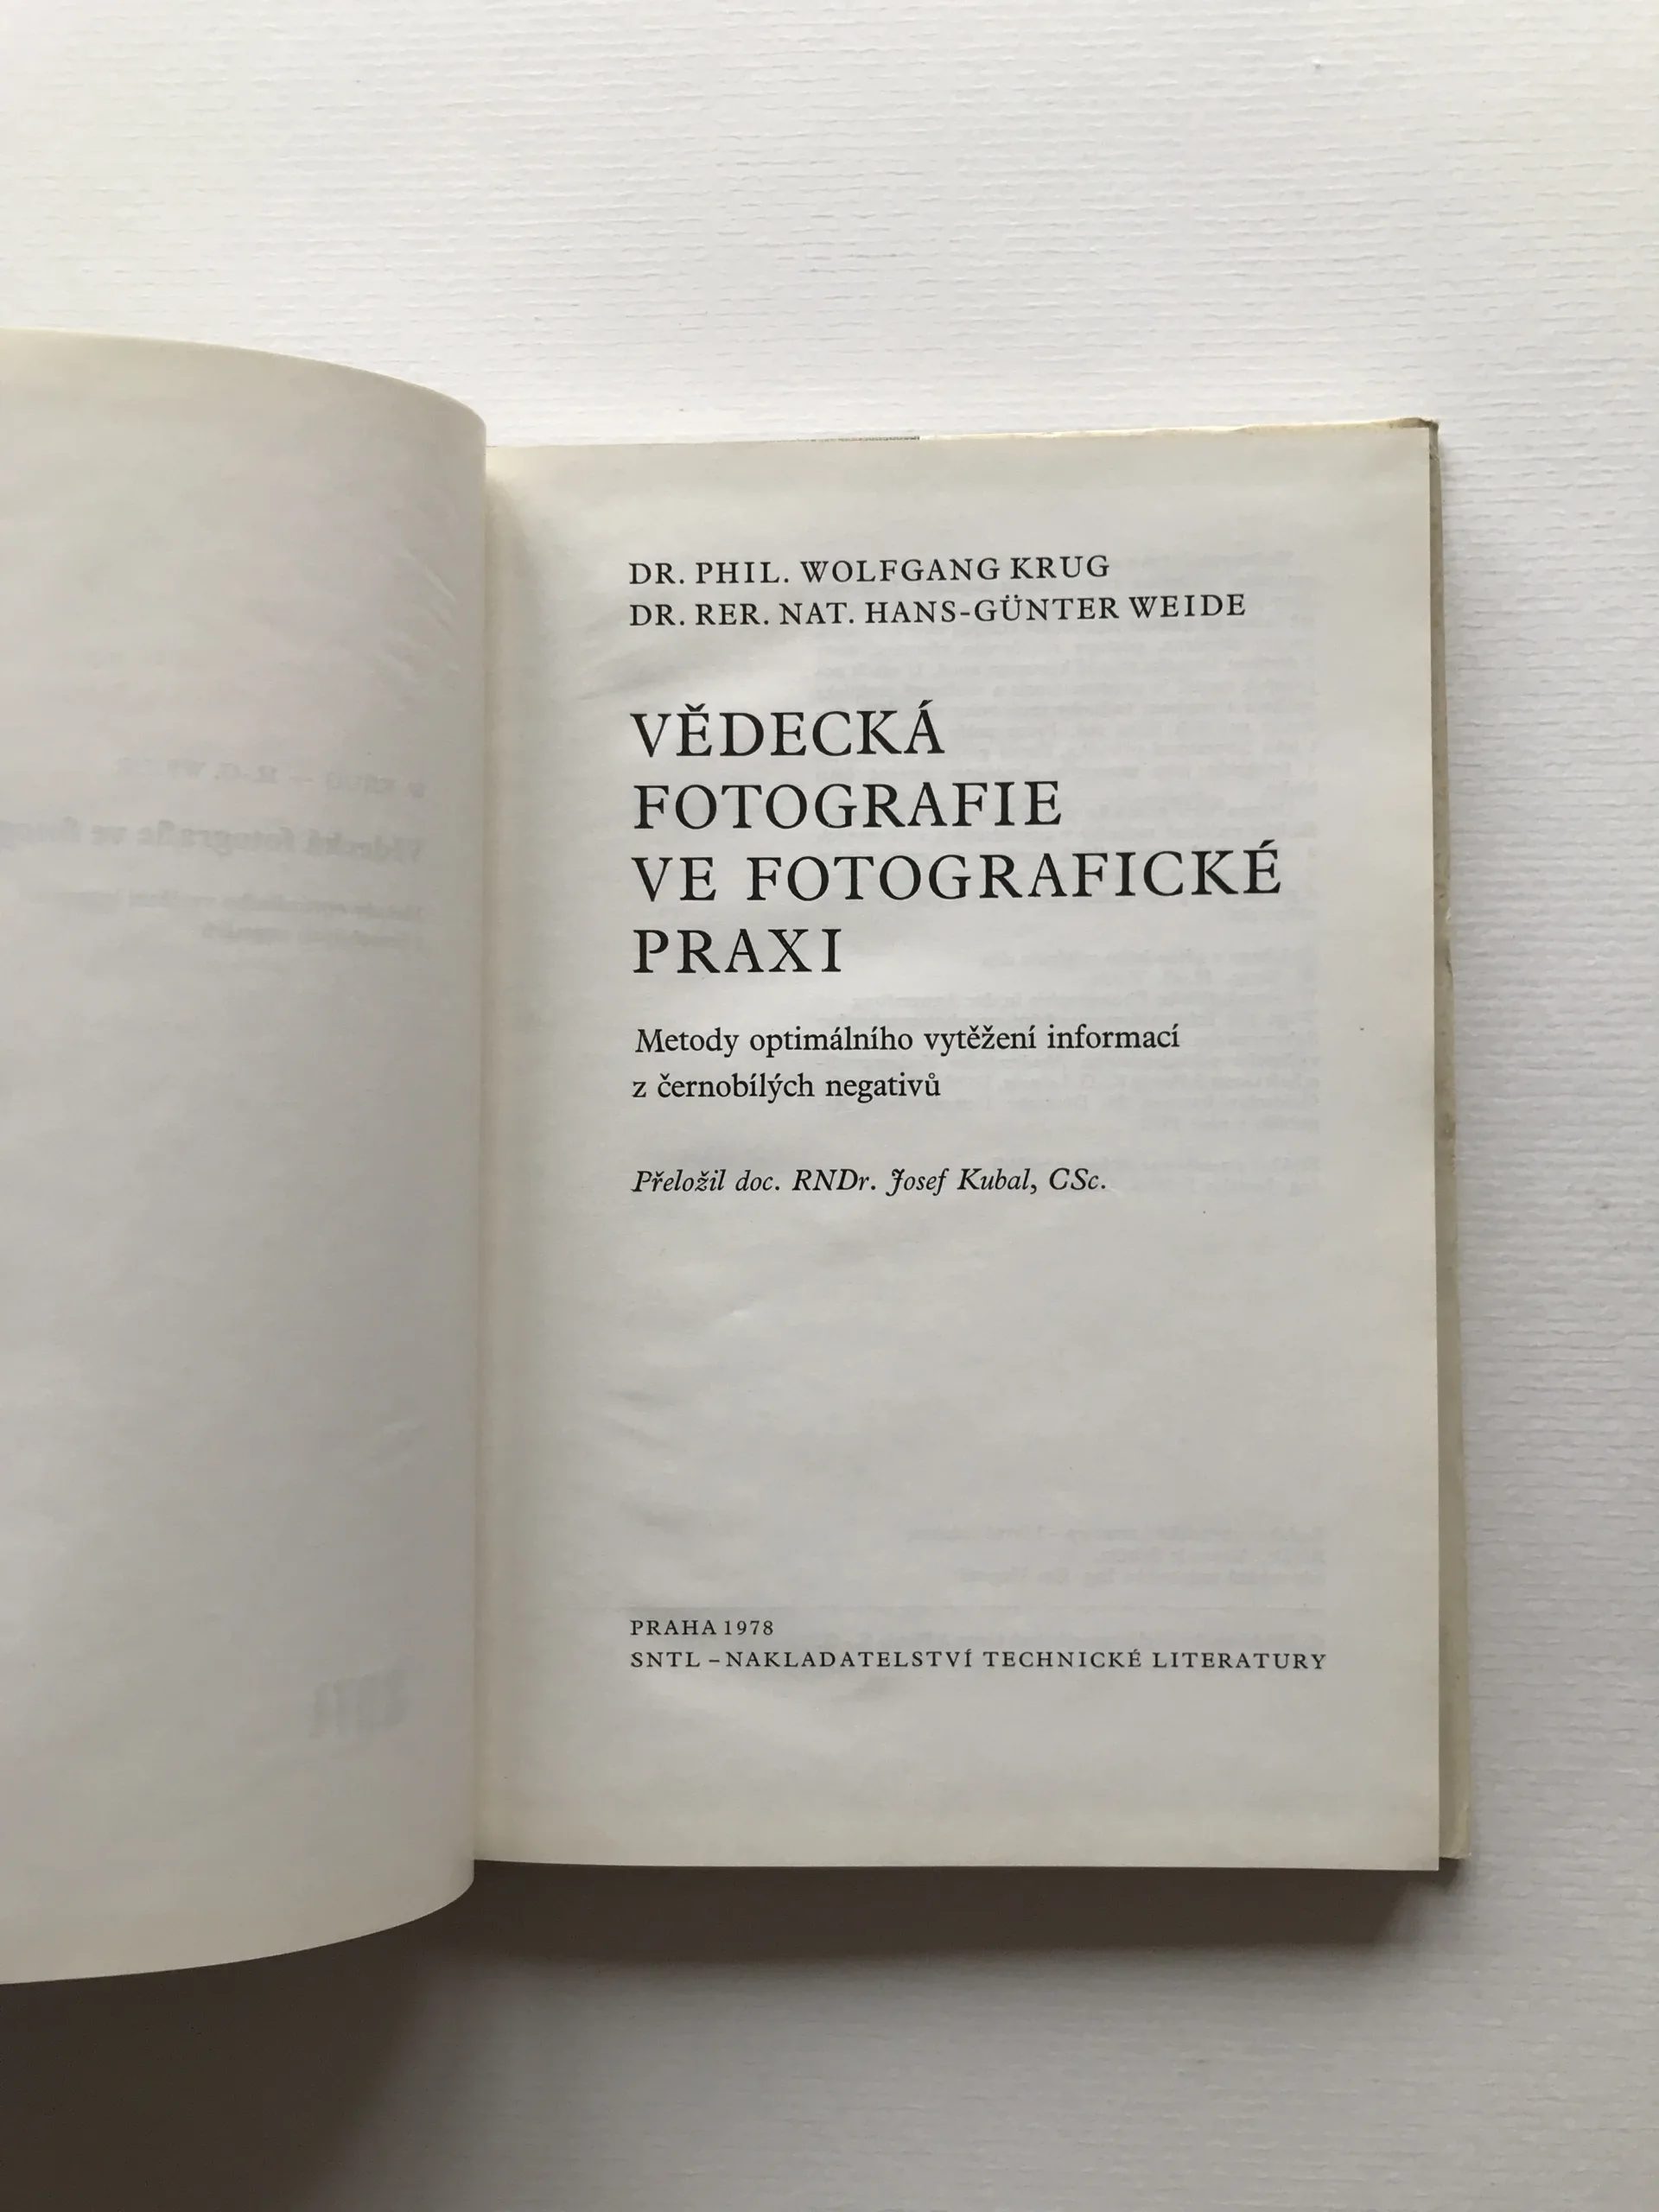 DR. PHIL. WOLFGANG KRUG
DR. RER. NAT. HANS-GÜNTER WEIDE
VĚDECKÁ
FOTOGRAFIE
VE FOTOGRAFICKÉ
PRAXI
Metody optimálního vytěžení informací
z černobílých negativů
Přeložil doc. RNDr. Josef Kubal, CSc.
PRAHA 1978
SNTL – NAKLADATELSTVÍ TECHNICKÉ LITERATURY